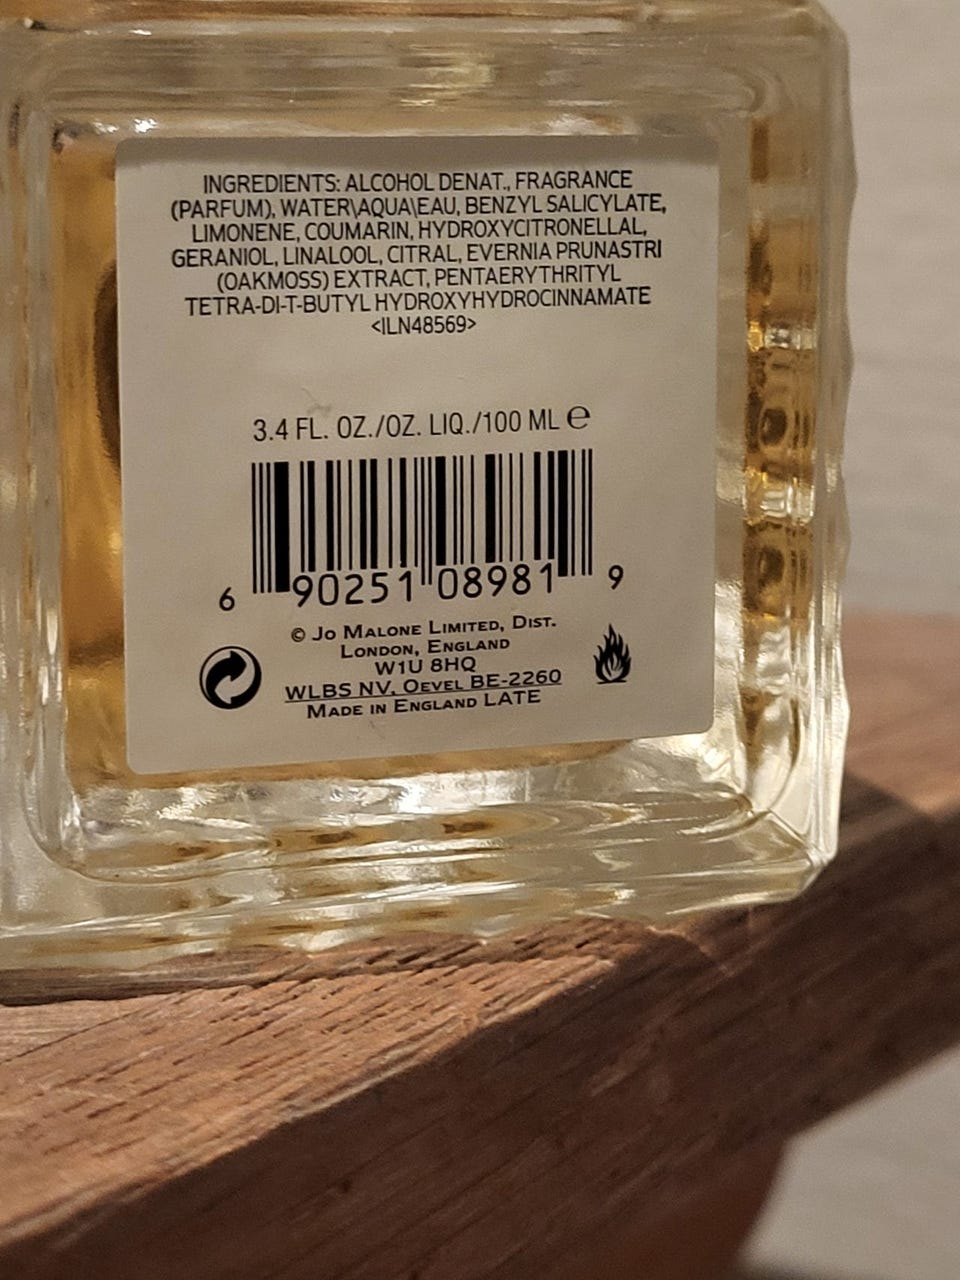 INGREDIENTS: ALCOHOL DENAT., FRAGRANCE
(PARFUM), WATER\AQUA\EAU, BENZYL SALICYLATE,
LIMONENE, COUMARIN, HYDROXYCITRONELLAL,
GERANIOL, LINALOOL, CITRAL, EVERNIA PRUNASTRI
(OAKMOSS) EXTRACT, PENTAERYTHRITYL
TETRA-DI-T-BUTYL HYDROXYHYDROCINNAMATE
<ILN48569>
3.4 FL. OZ./OZ. LIQ./100 ML ℮
6 90251 08981 9
© JO MALONE LIMITED, DIST.
LONDON, ENGLAND
W1U 8HQ
WLBS NV, OEVEL BE-2260
MADE IN ENGLAND LATE